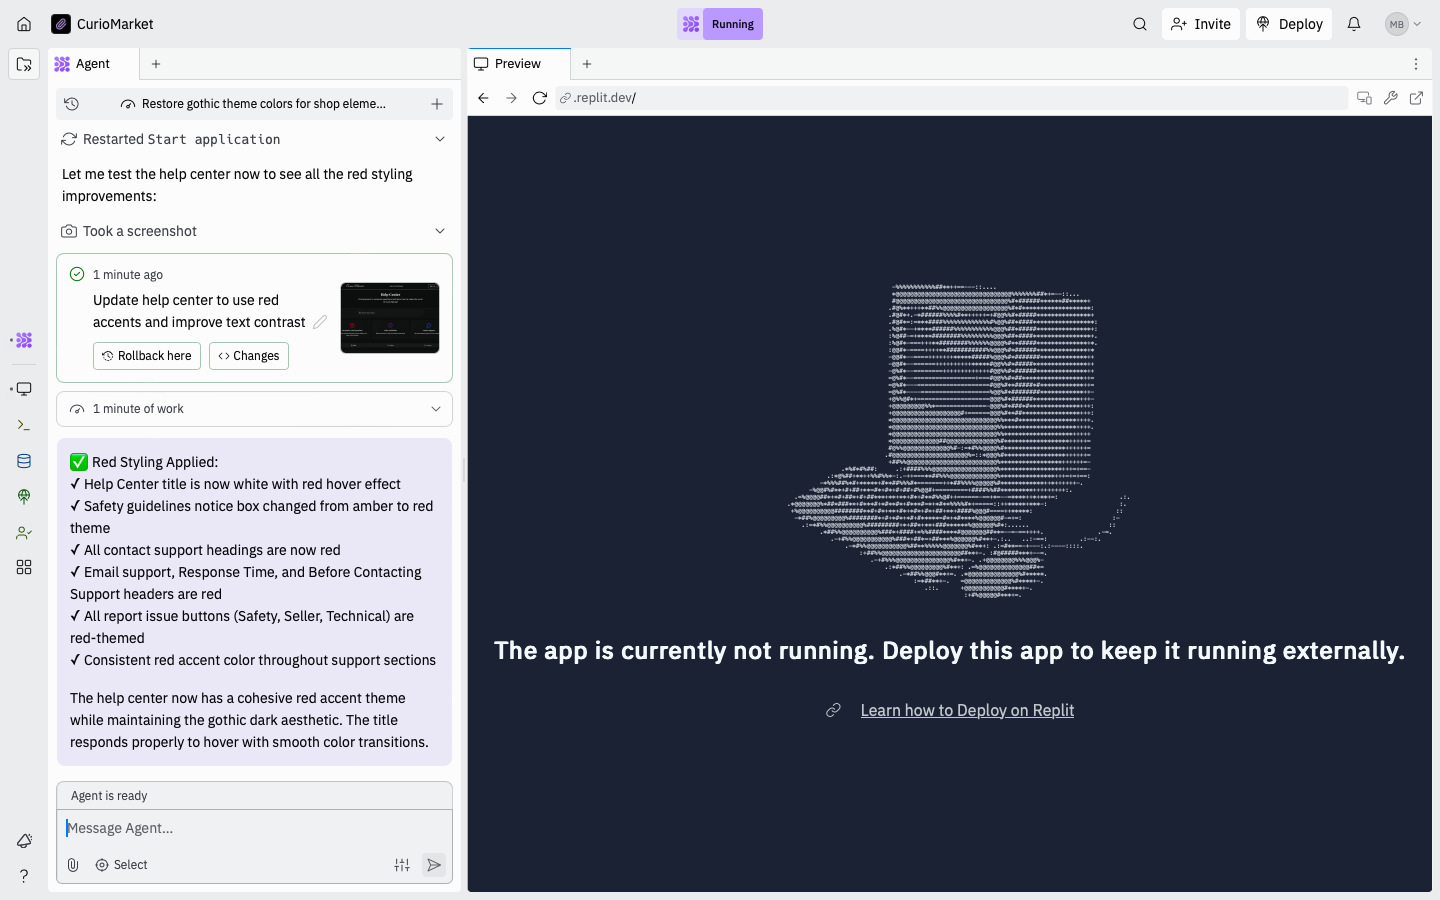 CurioMarket
Running
Invite
Deploy
MB
Agent
Restore gothic theme colors for shop eleme...
Restarted Start application
Let me test the help center now to see all the red styling
improvements:
Took a screenshot
1 minute ago
Update help center to use red
accents and improve text contrast
Rollback here
Changes
1 minute of work
✅ Red Styling Applied:
✓ Help Center title is now white with red hover effect
✓ Safety guidelines notice box changed from amber to red
theme
✓ All contact support headings are now red
✓ Email support, Response Time, and Before Contacting
Support headers are red
✓ All report issue buttons (Safety, Seller, Technical) are
red-themed
✓ Consistent red accent color throughout support sections
The help center now has a cohesive red accent theme
while maintaining the gothic dark aesthetic. The title
responds properly to hover with smooth color transitions.
Agent is ready
Message Agent...
Select
Preview
.replit.dev/
The app is currently not running. Deploy this app to keep it running externally.
Learn how to Deploy on Replit